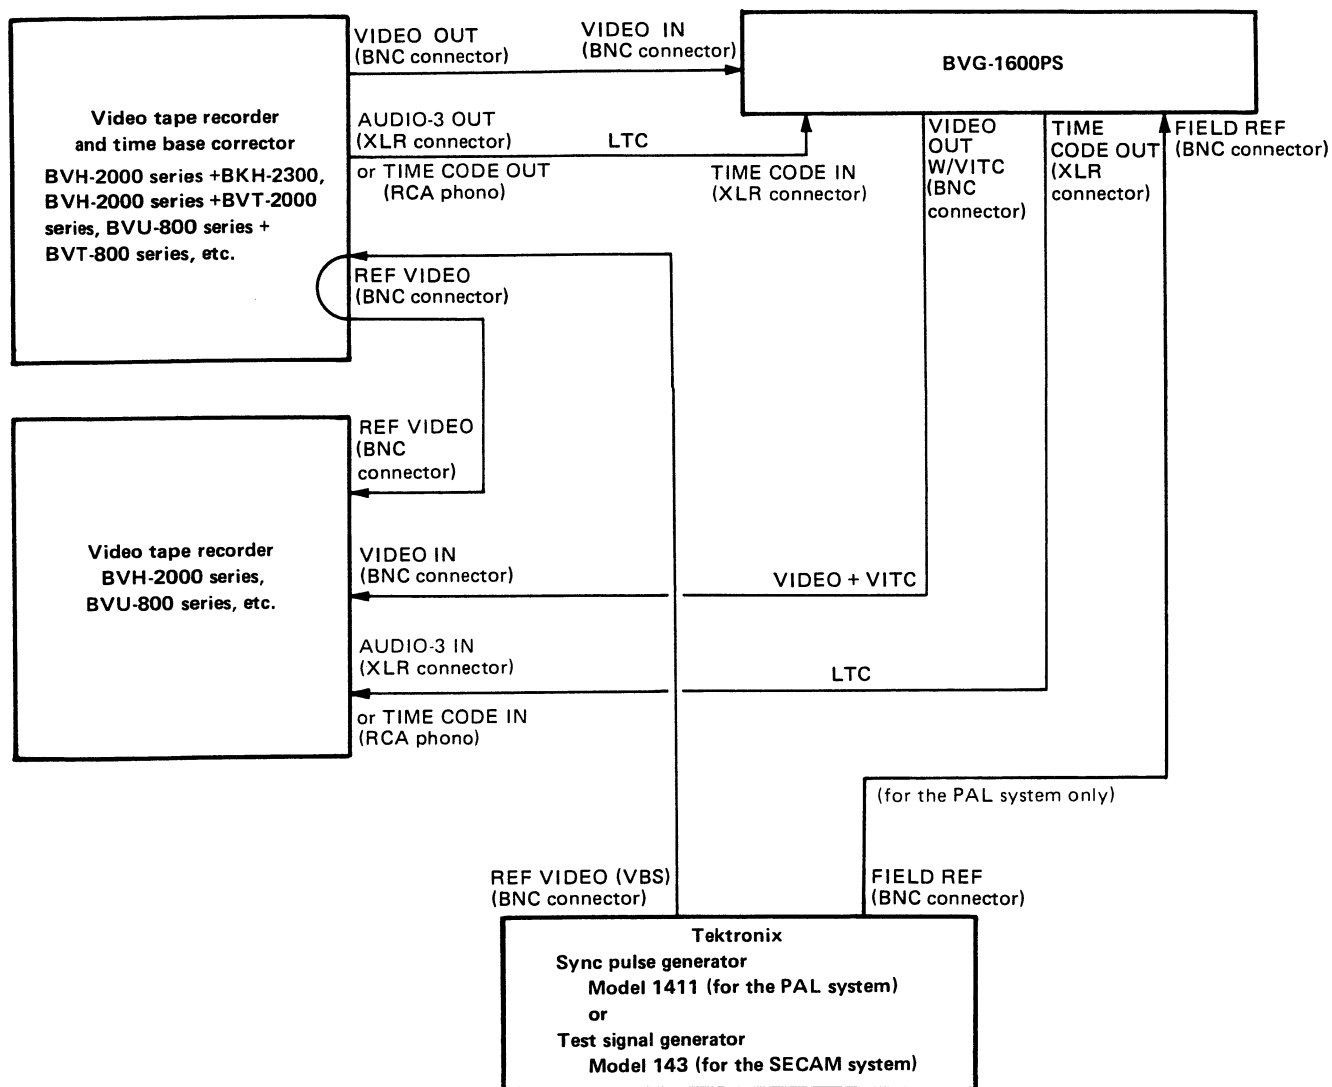 Video tape recorder
and time base corrector
BVH-2000 series +BKH-2300,
BVH-2000 series +BVT-2000
series, BVU-800 series +
BVT-800 series, etc.
VIDEO OUT
(BNC connector)
VIDEO IN
(BNC connector)
BVG-1600PS
AUDIO-3 OUT
(XLR connector)
or TIME CODE OUT
(RCA phono)
LTC
TIME CODE IN
(XLR connector)
VIDEO
OUT
W/VITC
(BNC
connector)
TIME
CODE OUT
(XLR
connector)
FIELD REF
(BNC connector)
REF VIDEO
(BNC connector)
REF VIDEO
(BNC
connector)
Video tape recorder
BVH-2000 series,
BVU-800 series, etc.
VIDEO IN
(BNC connector)
VIDEO + VITC
AUDIO-3 IN
(XLR connector)
or TIME CODE IN
(RCA phono)
LTC
(for the PAL system only)
REF VIDEO (VBS)
(BNC connector)
FIELD REF
(BNC connector)
Tektronix
Sync pulse generator
Model 1411 (for the PAL system)
or
Test signal generator
Model 143 (for the SECAM system)